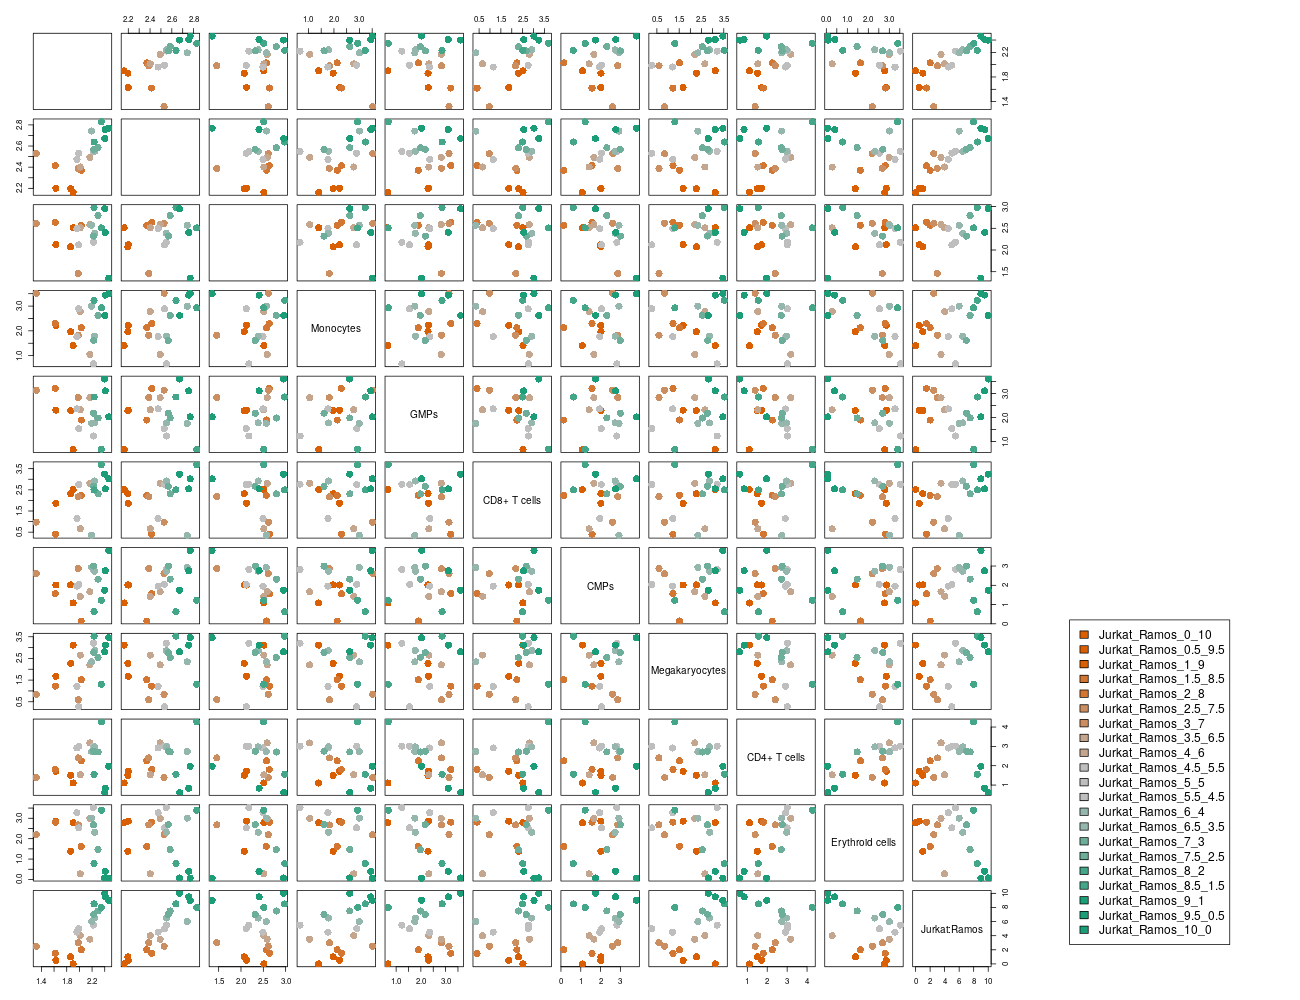 2.2 2.4 2.6 2.8 1.0 2.0 3.0 0.5 1.5 2.5 3.5 0.5 1.5 2.5 3.5 0.0 1.0 2.0 3.0
1.4 1.8 2.2
2.2 2.4 2.6 2.8
1.5 2.0 2.5 3.0
1.0 2.0 3.0
Monocytes
GMPs
1.0 2.0 3.0
0.5 1.5 2.5 3.5
CD8+ T cells
CMPs
0 1 2 3
0.5 1.5 2.5 3.5
Megakaryocytes
CD4+ T cells
1 2 3 4
0.0 1.0 2.0 3.0
Erythroid cells
Jurkat:Ramos
0 2 4 6 8 10
1.4 1.8 2.2 1.5 2.0 2.5 3.0 1.0 2.0 3.0 0 1 2 3 1 2 3 4 0 2 4 6 8 10
Jurkat_Ramos_0_10
Jurkat_Ramos_0.5_9.5
Jurkat_Ramos_1_9
Jurkat_Ramos_1.5_8.5
Jurkat_Ramos_2_8
Jurkat_Ramos_2.5_7.5
Jurkat_Ramos_3_7
Jurkat_Ramos_3.5_6.5
Jurkat_Ramos_4_6
Jurkat_Ramos_4.5_5.5
Jurkat_Ramos_5_5
Jurkat_Ramos_5.5_4.5
Jurkat_Ramos_6_4
Jurkat_Ramos_6.5_3.5
Jurkat_Ramos_7_3
Jurkat_Ramos_7.5_2.5
Jurkat_Ramos_8_2
Jurkat_Ramos_8.5_1.5
Jurkat_Ramos_9_1
Jurkat_Ramos_9.5_0.5
Jurkat_Ramos_10_0